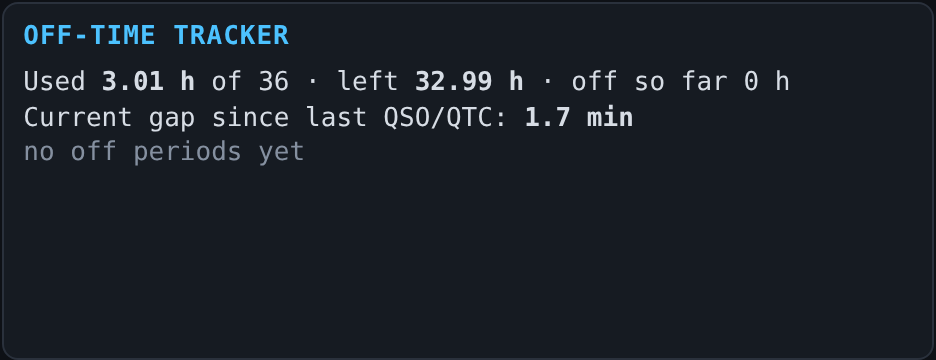 OFF-TIME TRACKER
Used 3.01 h of 36 · left 32.99 h · off so far 0 h
Current gap since last QSO/QTC: 1.7 min
no off periods yet